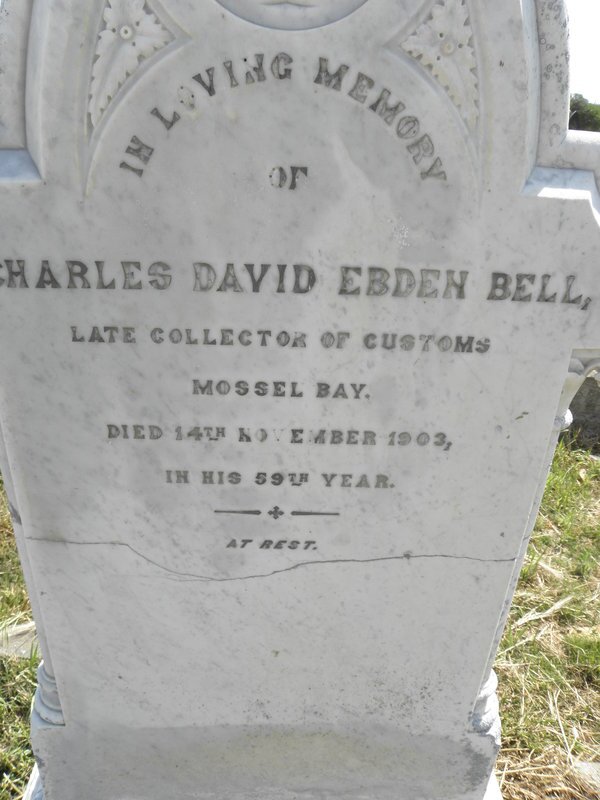 IN LOVING MEMORY
OF
CHARLES DAVID EBDEN BELL,
LATE COLLECTOR OF CUSTOMS
MOSSEL BAY.
DIED 14TH NOVEMBER 1903,
IN HIS 59TH YEAR.
AT REST.